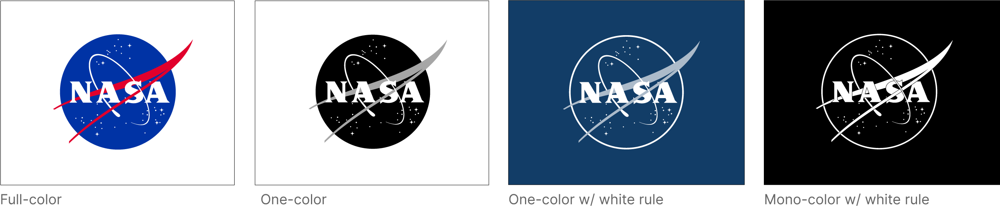 NASA
NASA
NASA
NASA
Full-color
One-color
One-color w/ white rule
Mono-color w/ white rule